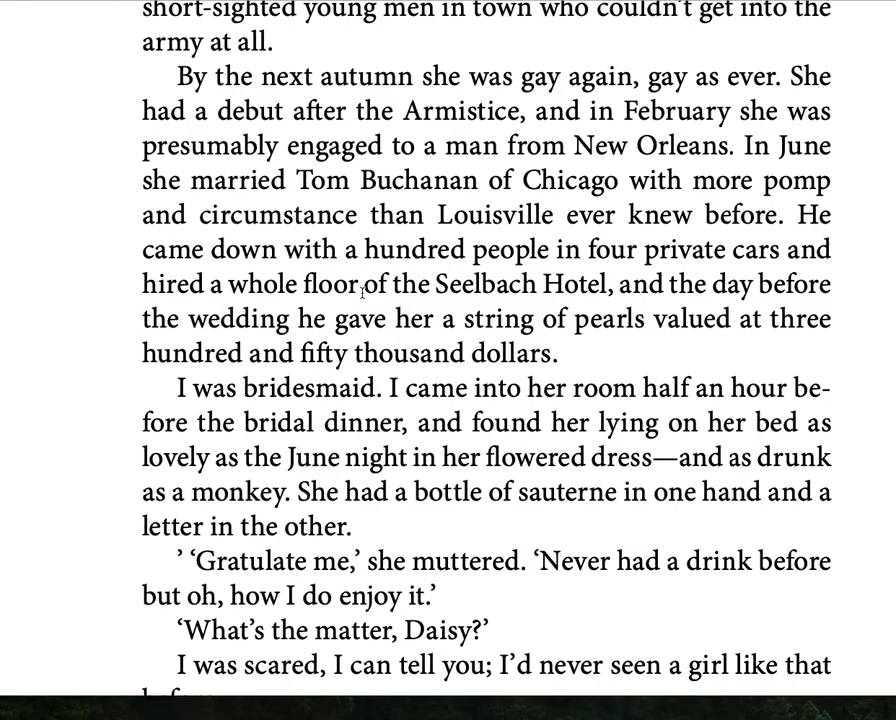 short-sighted young men in town who couldn't get into the
army at all.
By the next autumn she was gay again, gay as ever. She
had a debut after the Armistice, and in February she was
presumably engaged to a man from New Orleans. In June
she married Tom Buchanan of Chicago with more pomp
and circumstance than Louisville ever knew before. He
came down with a hundred people in four private cars and
hired a whole floor of the Seelbach Hotel, and the day before
the wedding he gave her a string of pearls valued at three
hundred and fifty thousand dollars.
I was bridesmaid. I came into her room half an hour be-
fore the bridal dinner, and found her lying on her bed as
lovely as the June night in her flowered dress—and as drunk
as a monkey. She had a bottle of sauterne in one hand and a
letter in the other.
’ ‘Gratulate me,’ she muttered. ‘Never had a drink before
but oh, how I do enjoy it.’
‘What’s the matter, Daisy?’
I was scared, I can tell you; I’d never seen a girl like that